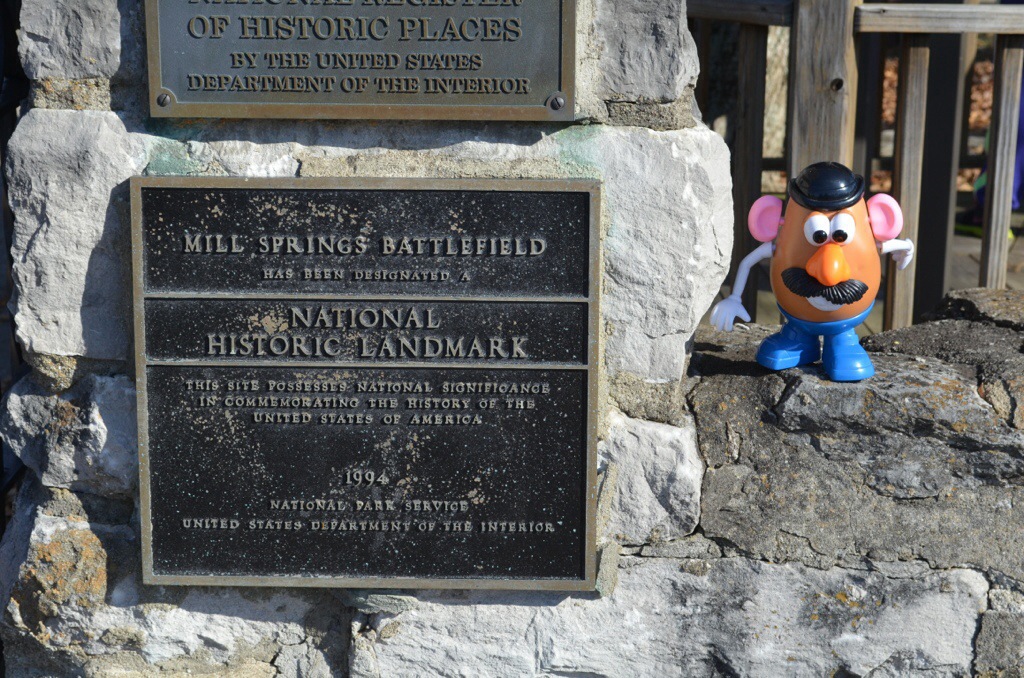 NATIONAL REGISTER
OF HISTORIC PLACES
BY THE UNITED STATES
DEPARTMENT OF THE INTERIOR
MILL SPRINGS BATTLEFIELD
HAS BEEN DESIGNATED A
NATIONAL
HISTORIC LANDMARK
THIS SITE POSSESSES NATIONAL SIGNIFICANCE
IN COMMEMORATING THE HISTORY OF THE
UNITED STATES OF AMERICA
1994
NATIONAL PARK SERVICE
UNITED STATES DEPARTMENT OF THE INTERIOR